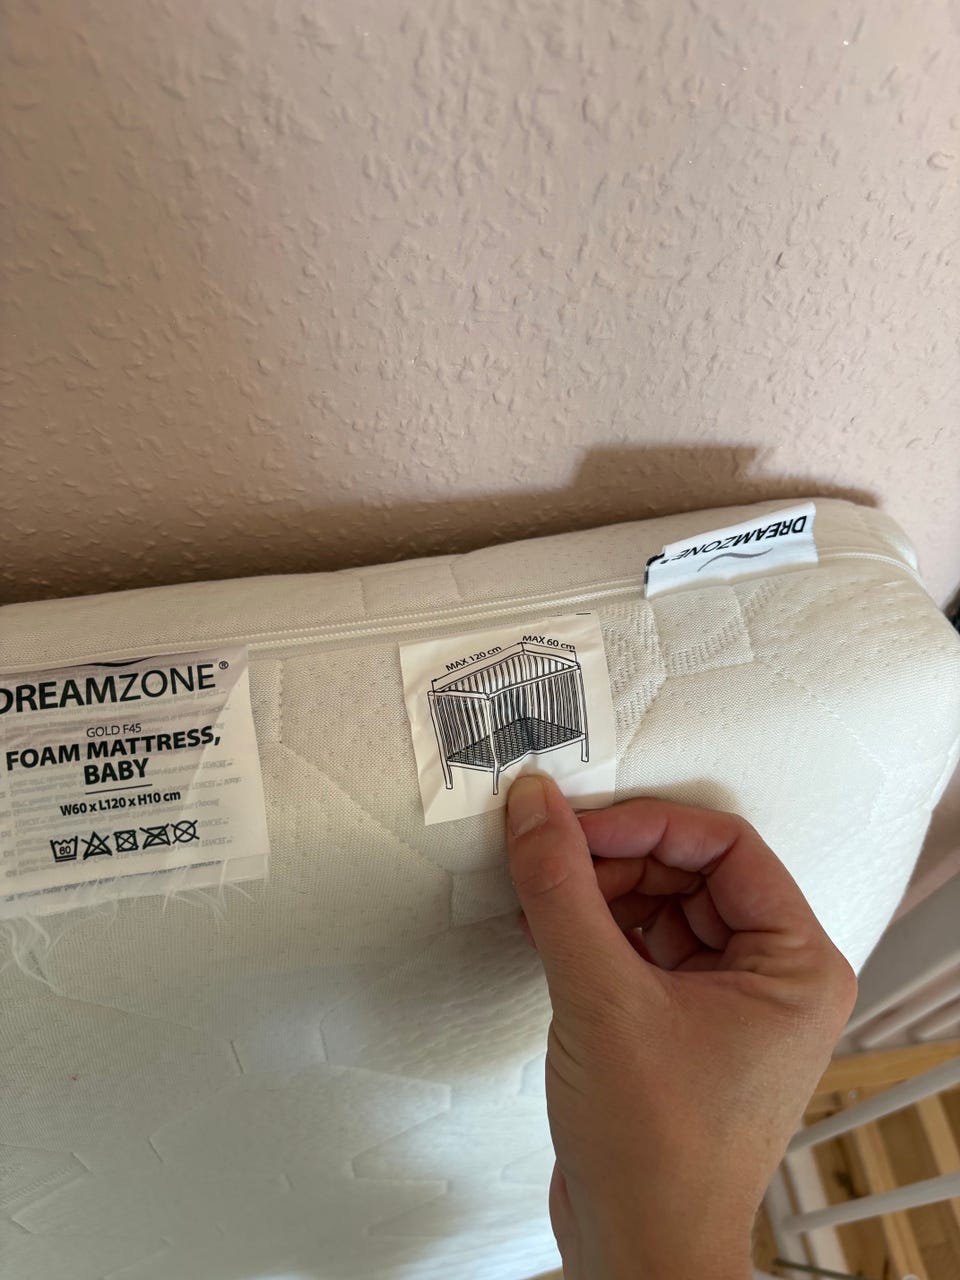 DREAMZONE
DREAMZONE®
GOLD F45
FOAM MATTRESS,
BABY
W60 x L120 x H10 cm
60
MAX 120 cm
MAX 60 cm